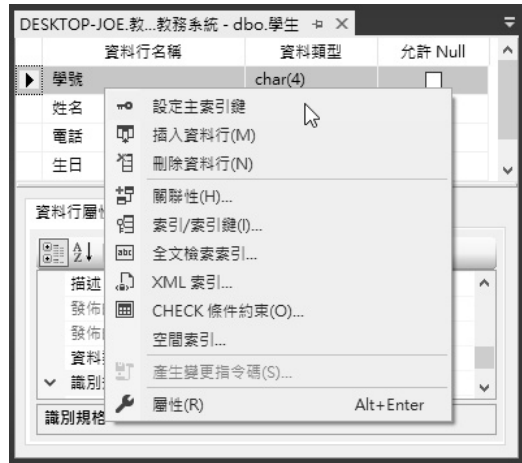 DESKTOP-JOE.教...教務系統 - dbo.學生
資料行名稱 資料類型 允許 Null
學號 char(4)
姓名
電話
生日
設定主索引鍵
插入資料行(M)
刪除資料行(N)
關聯性(H)...
索引/索引鍵(I)...
全文檢索索引...
XML 索引...
CHECK 條件約束(O)...
空間索引...
產生變更指令碼(S)...
屬性(R) Alt+Enter
資料行屬
描述
發佈
發佈
資料
識別
識別規格